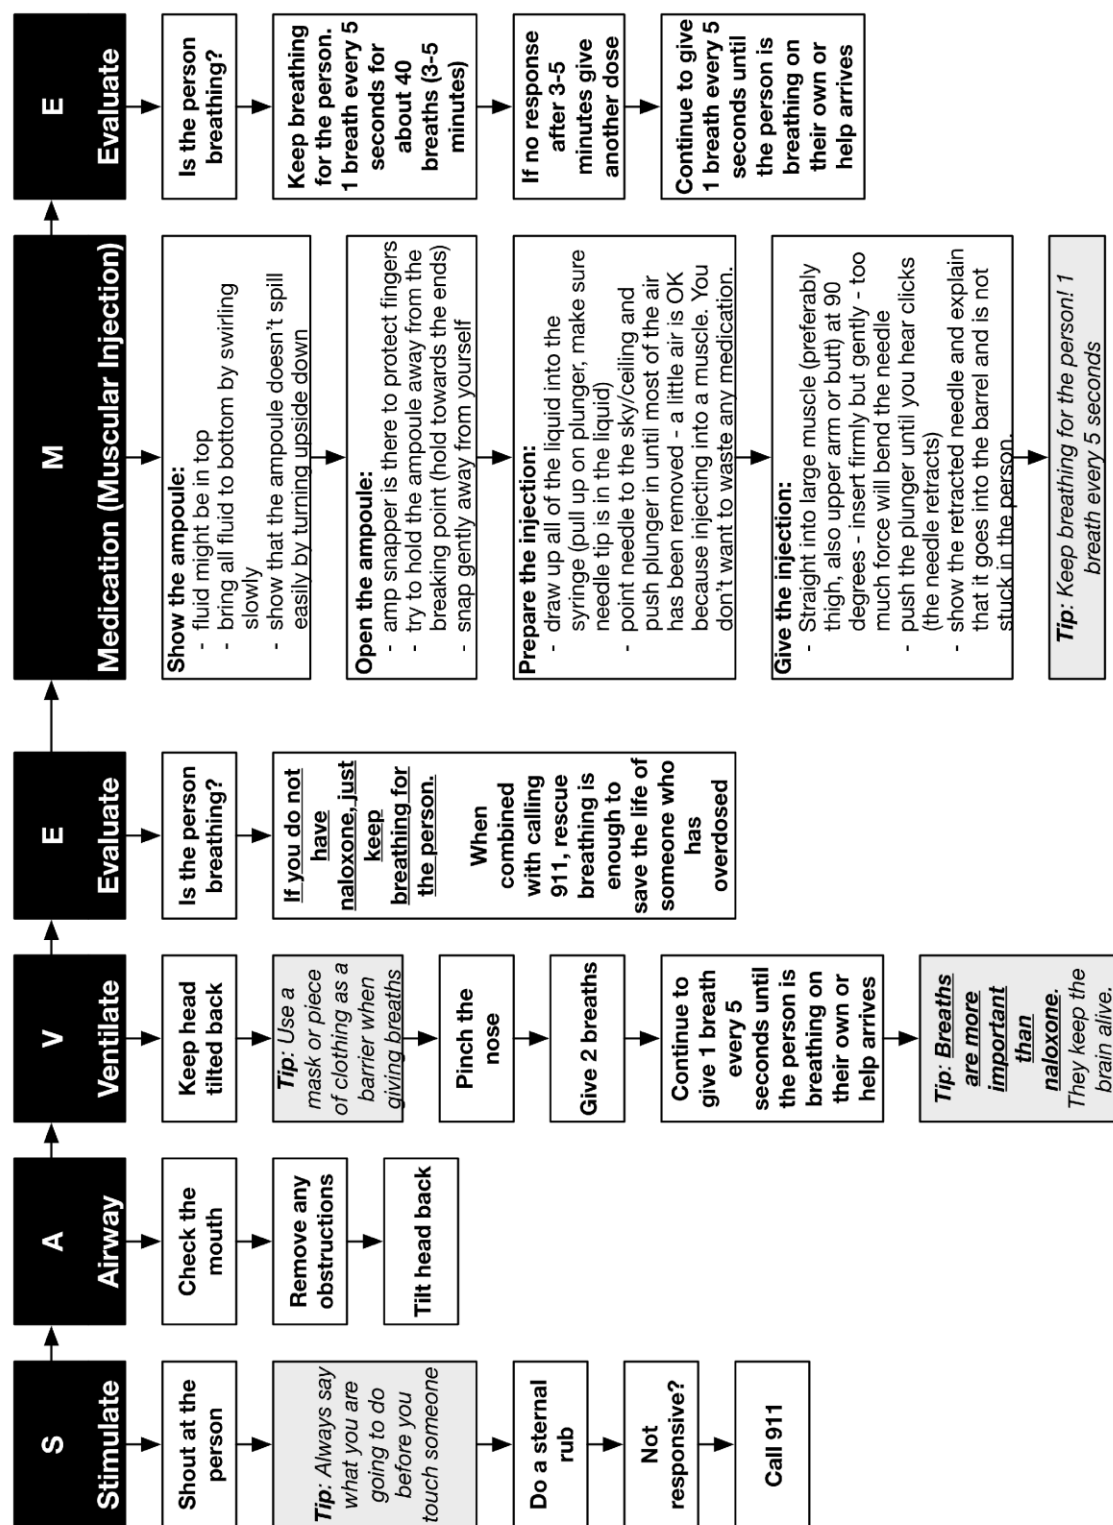 S
Stimulate
Shout at the
person
Tip: Always say
what you are
going to do
before you
touch someone
Do a sternal
rub
Not
responsive?
Call 911
A
Airway
Check the
mouth
Remove any
obstructions
Tilt head back
V
Ventilate
Keep head
tilted back
Tip: Use a
mask or piece
of clothing as a
barrier when
giving breaths
Pinch the
nose
Give 2 breaths
Continue to
give 1 breath
every 5
seconds until
the person is
breathing on
their own or
help arrives
Tip: Breaths
are more
important
than
naloxone.
They keep the
brain alive.
E
Evaluate
Is the person
breathing?
If you do not
have
naloxone, just
keep
breathing for
the person.
When
combined
with calling
911, rescue
breathing is
enough to
save the life of
someone who
has
overdosed
M
Medication (Muscular Injection)
Show the ampoule:
- fluid might be in top
- bring all fluid to bottom by swirling
slowly
- show that the ampoule doesn't spill
easily by turning upside down
Open the ampoule:
- amp snapper is there to protect fingers
- try to hold the ampoule away from the
breaking point (hold towards the ends)
- snap gently away from yourself
Prepare the injection:
- draw up all of the liquid into the
syringe (pull up on plunger, make sure
needle tip is in the liquid)
- point needle to the sky/ceiling and
push plunger in until most of the air
has been removed - a little air is OK
because injecting into a muscle. You
don't want to waste any medication.
Give the injection:
- Straight into large muscle (preferably
thigh, also upper arm or butt) at 90
degrees - insert firmly but gently - too
much force will bend the needle
- push the plunger until you hear clicks
(the needle retracts)
- show the retracted needle and explain
that it goes into the barrel and is not
stuck in the person.
Tip: Keep breathing for the person! 1
breath every 5 seconds
E
Evaluate
Is the person
breathing?
Keep breathing
for the person.
1 breath every 5
seconds for
about 40
breaths (3-5
minutes)
If no response
after 3-5
minutes give
another dose
Continue to give
1 breath every 5
seconds until
the person is
breathing on
their own or
help arrives